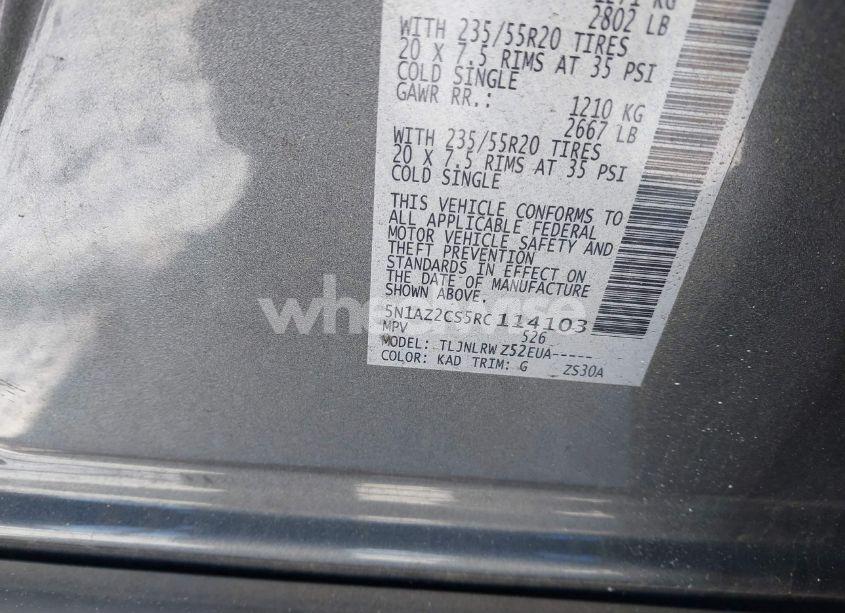 2802 LB
WITH 235/55R20 TIRES
20 X 7.5 RIMS AT 35 PSI
COLD SINGLE
GAWR RR.: 1210 KG
2667 LB
WITH 235/55R20 TIRES
20 X 7.5 RIMS AT 35 PSI
COLD SINGLE
THIS VEHICLE CONFORMS TO
ALL APPLICABLE FEDERAL
MOTOR VEHICLE SAFETY AND
THEFT PREVENTION
STANDARDS IN EFFECT ON
THE DATE OF MANUFACTURE
SHOWN ABOVE.
5N1AZ2CS5RC114103
MPV 526
MODEL: TLJNLRWZ52EUA-----
COLOR: KAD TRIM: G ZS30A
wheelwise